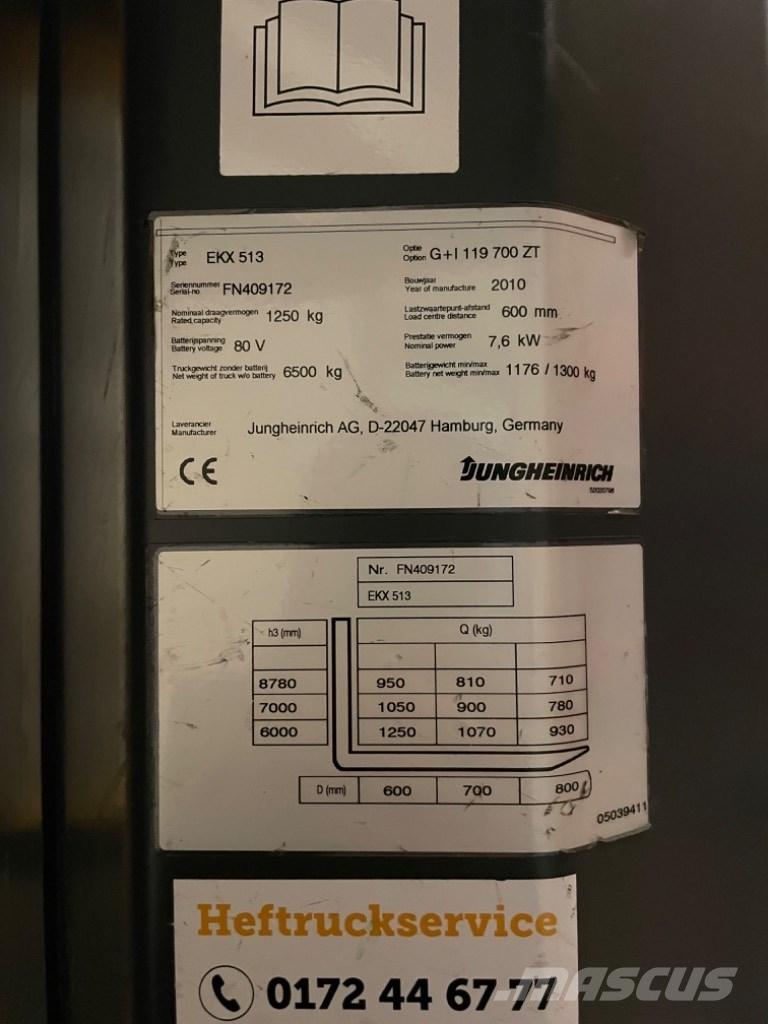 Type EKX 513 Optie G+I 119 700 ZT
Type Option
Seriennummer FN409172 Bouwjaar 2010
Serial-no. Year of manufacture
Nominaal draagvermogen 1250 kg Lastzwaartepunt-afstand 600 mm
Rated capacity Load centre distance
Batterijspanning 80 V Prestatie vermogen 7,6 kW
Battery voltage Nominal power
Truckgewicht zonder batterij 6500 kg Batterijgewicht min/max 1176 / 1300 kg
Net weight of truck w/o battery Battery net weight min/max
Leverancier Jungheinrich AG, D-22047 Hamburg, Germany
Manufacturer
CE JUNGHEINRICH
Nr. FN409172
EKX 513
h3 (mm) Q (kg)
8780 950 810 710
7000 1050 900 780
6000 1250 1070 930
D (mm) 600 700 800
05039411
Heftruckservice
0172 44 67 77
MASCUS